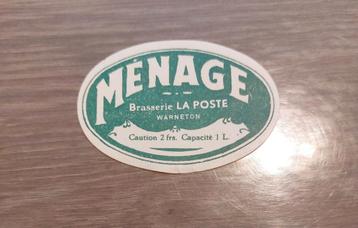 MÉNAGE
Brasserie LA POSTE
WARNETON
Caution 2 frs. Capacité 1 L.